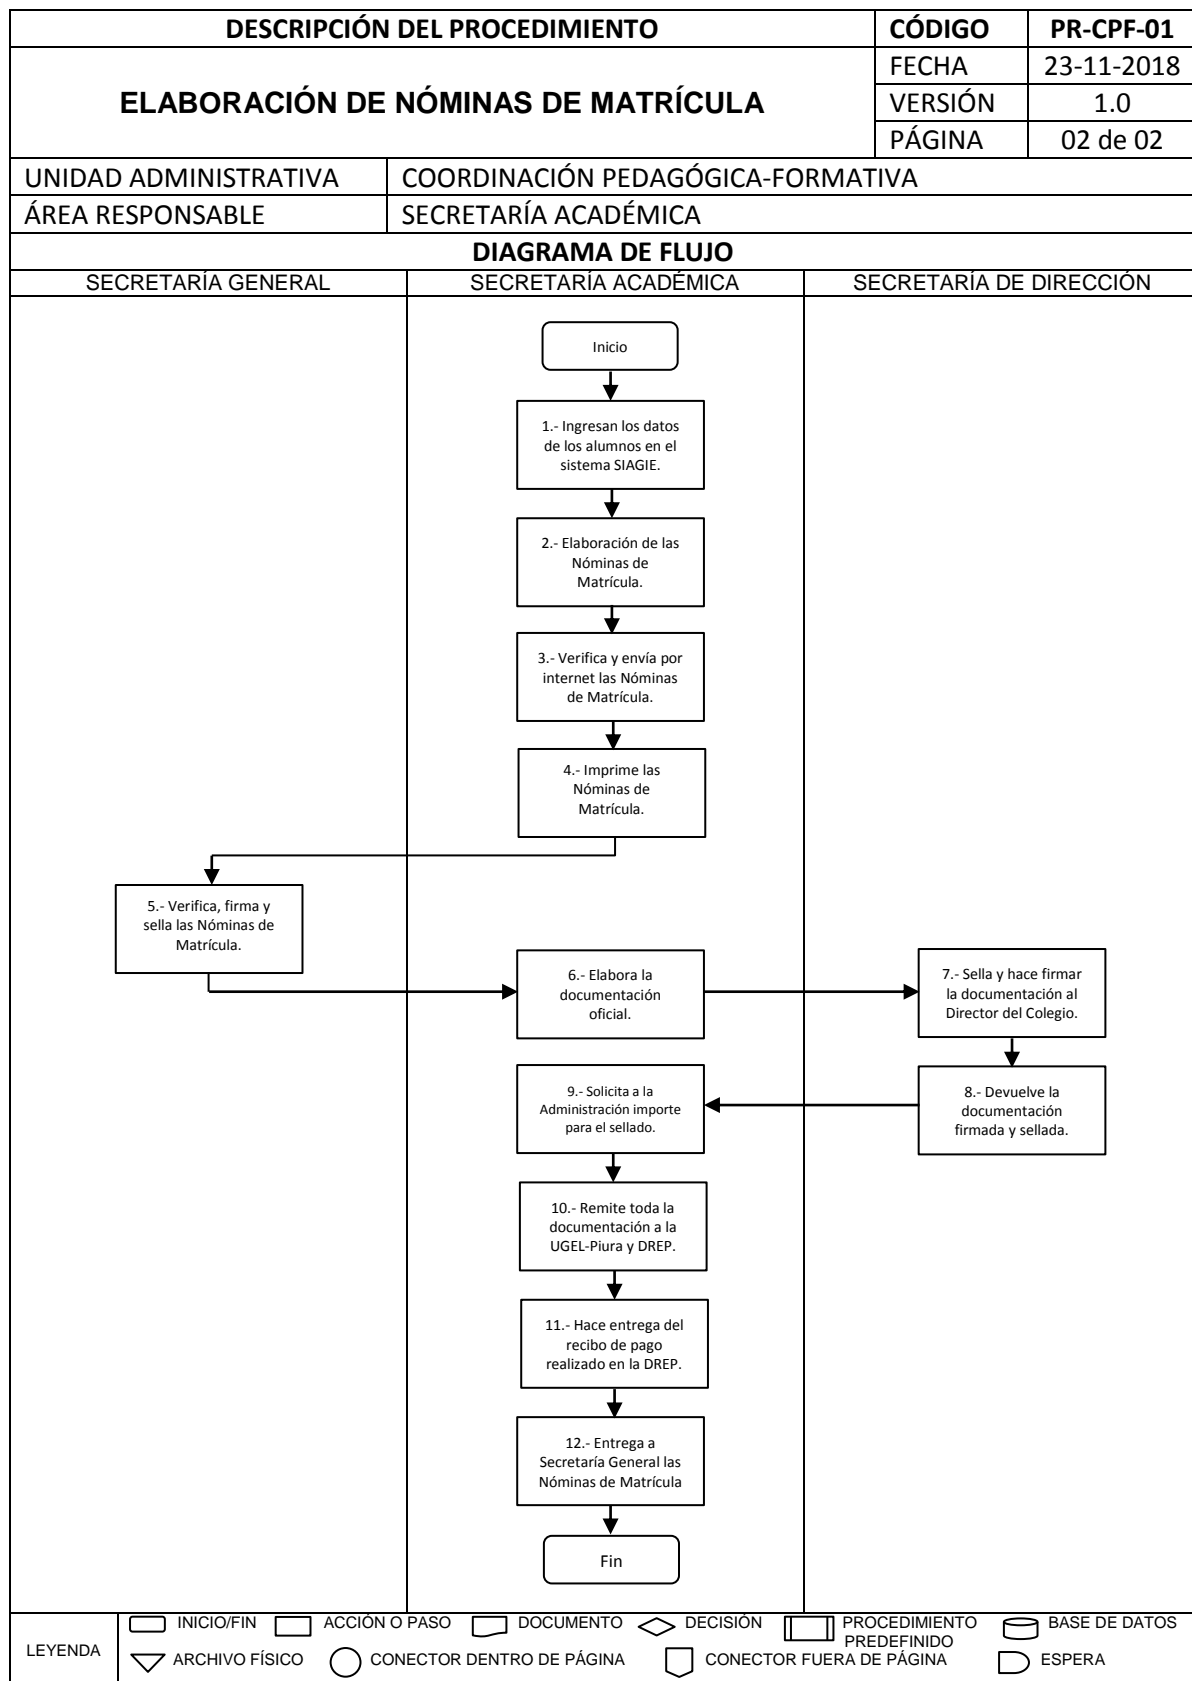 DESCRIPCIÓN DEL PROCEDIMIENTO
CÓDIGO
PR-CPF-01
ELABORACIÓN DE NÓMINAS DE MATRÍCULA
FECHA
23-11-2018
VERSIÓN
1.0
PÁGINA
02 de 02
UNIDAD ADMINISTRATIVA
COORDINACIÓN PEDAGÓGICA-FORMATIVA
ÁREA RESPONSABLE
SECRETARÍA ACADÉMICA
DIAGRAMA DE FLUJO
SECRETARÍA GENERAL
SECRETARÍA ACADÉMICA
SECRETARÍA DE DIRECCIÓN
Inicio
1.- Ingresan los datos
de los alumnos en el
sistema SIAGIE.
2.- Elaboración de las
Nóminas de
Matrícula.
3.- Verifica y envía por
internet las Nóminas
de Matrícula.
4.- Imprime las
Nóminas de
Matrícula.
5.- Verifica, firma y
sella las Nóminas de
Matrícula.
6.- Elabora la
documentación
oficial.
7.- Sella y hace firmar
la documentación al
Director del Colegio.
8.- Devuelve la
documentación
firmada y sellada.
9.- Solicita a la
Administración importe
para el sellado.
10.- Remite toda la
documentación a la
UGEL-Piura y DREP.
11.- Hace entrega del
recibo de pago
realizado en la DREP.
12.- Entrega a
Secretaría General las
Nóminas de Matrícula
Fin
LEYENDA
INICIO/FIN
ACCIÓN O PASO
DOCUMENTO
DECISIÓN
PROCEDIMIENTO
PREDEFINIDO
BASE DE DATOS
ARCHIVO FÍSICO
CONECTOR DENTRO DE PÁGINA
CONECTOR FUERA DE PÁGINA
ESPERA